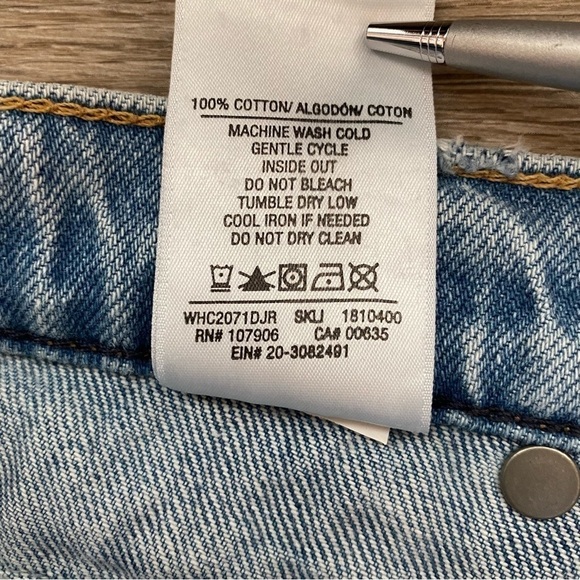 100% COTTON/ ALGODÓN/ COTON
MACHINE WASH COLD
GENTLE CYCLE
INSIDE OUT
DO NOT BLEACH
TUMBLE DRY LOW
COOL IRON IF NEEDED
DO NOT DRY CLEAN
WHC2071DJR SKU 1810400
RN# 107906 CA# 00635
EIN# 20-3082491